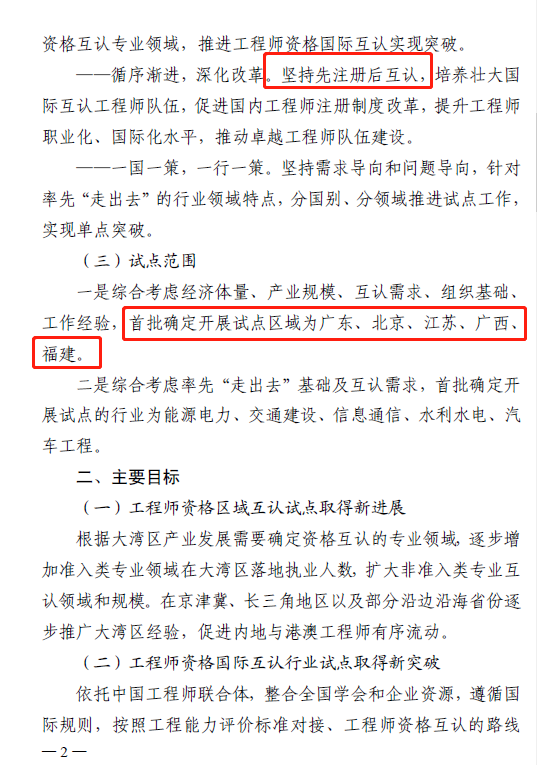 资格互认专业领域，推进工程师资格国际互认实现突破。
——循序渐进，深化改革。坚持先注册后互认，培养壮大国
际互认工程师队伍，促进国内工程师注册制度改革，提升工程师
职业化、国际化水平，推动卓越工程师队伍建设。
——一国一策，一行一策。坚持需求导向和问题导向，针对
率先“走出去”的行业领域特点，分国别、分领域推进试点工作，
实现单点突破。
（三）试点范围
一是综合考虑经济体量、产业规模、互认需求、组织基础、
工作经验，首批确定开展试点区域为广东、北京、江苏、广西、
福建。
二是综合考虑率先“走出去”基础及互认需求，首批确定开
展试点的行业为能源电力、交通建设、信息通信、水利水电、汽
车工程。
二、主要目标
（一）工程师资格区域互认试点取得新进展
根据大湾区产业发展需要确定资格互认的专业领域，逐步增
加准入类专业领域在大湾区落地执业人数，扩大非准入类专业互
认领域和规模。在京津冀、长三角地区以及部分沿边沿海省份逐
步推广大湾区经验，促进内地与港澳工程师有序流动。
（二）工程师资格国际互认行业试点取得新突破
依托中国工程师联合体，整合全国学会和企业资源，遵循国
际规则，按照工程能力评价标准对接、工程师资格互认的路线
— 2 —